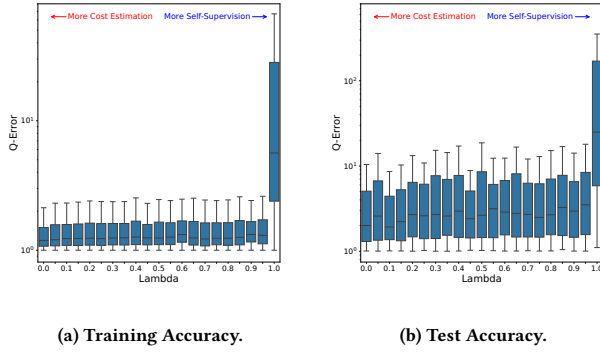 ← More Cost Estimation More Self-Supervision →
Q-Error
10¹
10⁰
0.0 0.1 0.2 0.3 0.4 0.5 0.6 0.7 0.8 0.9 1.0
Lambda
(a) Training Accuracy.
← More Cost Estimation More Self-Supervision →
Q-Error
10²
10¹
10⁰
0.0 0.1 0.2 0.3 0.4 0.5 0.6 0.7 0.8 0.9 1.0
Lambda
(b) Test Accuracy.